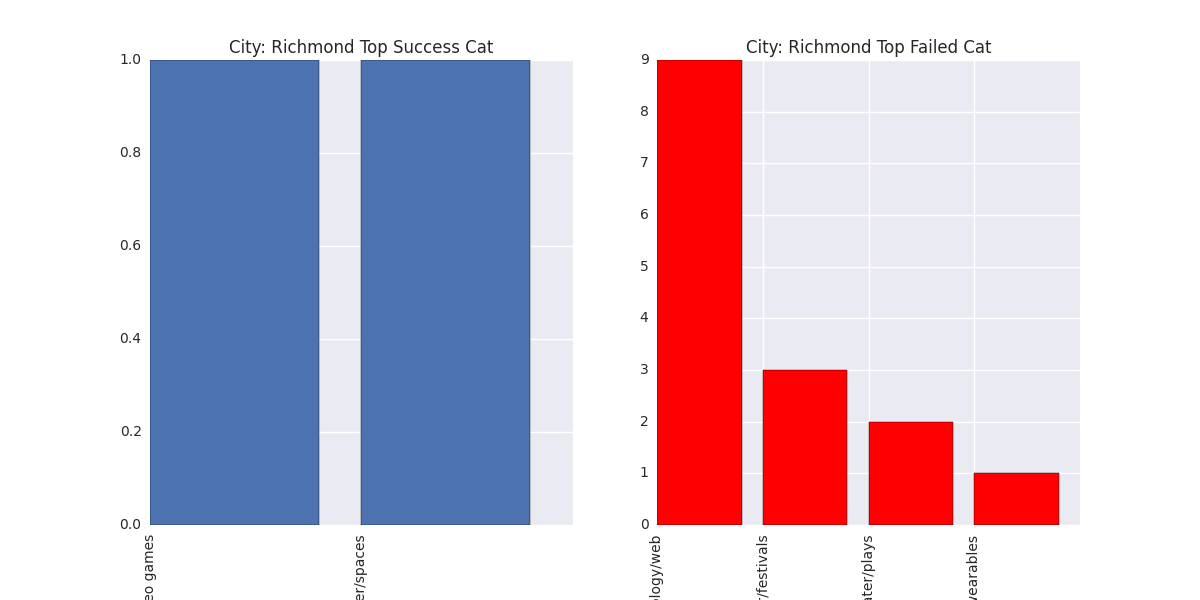 City: Richmond Top Success Cat
1.0
0.8
0.6
0.4
0.2
0.0
eo games
er/spaces
City: Richmond Top Failed Cat
9
8
7
6
5
4
3
2
1
0
ology/web
r/festivals
ater/plays
wearables